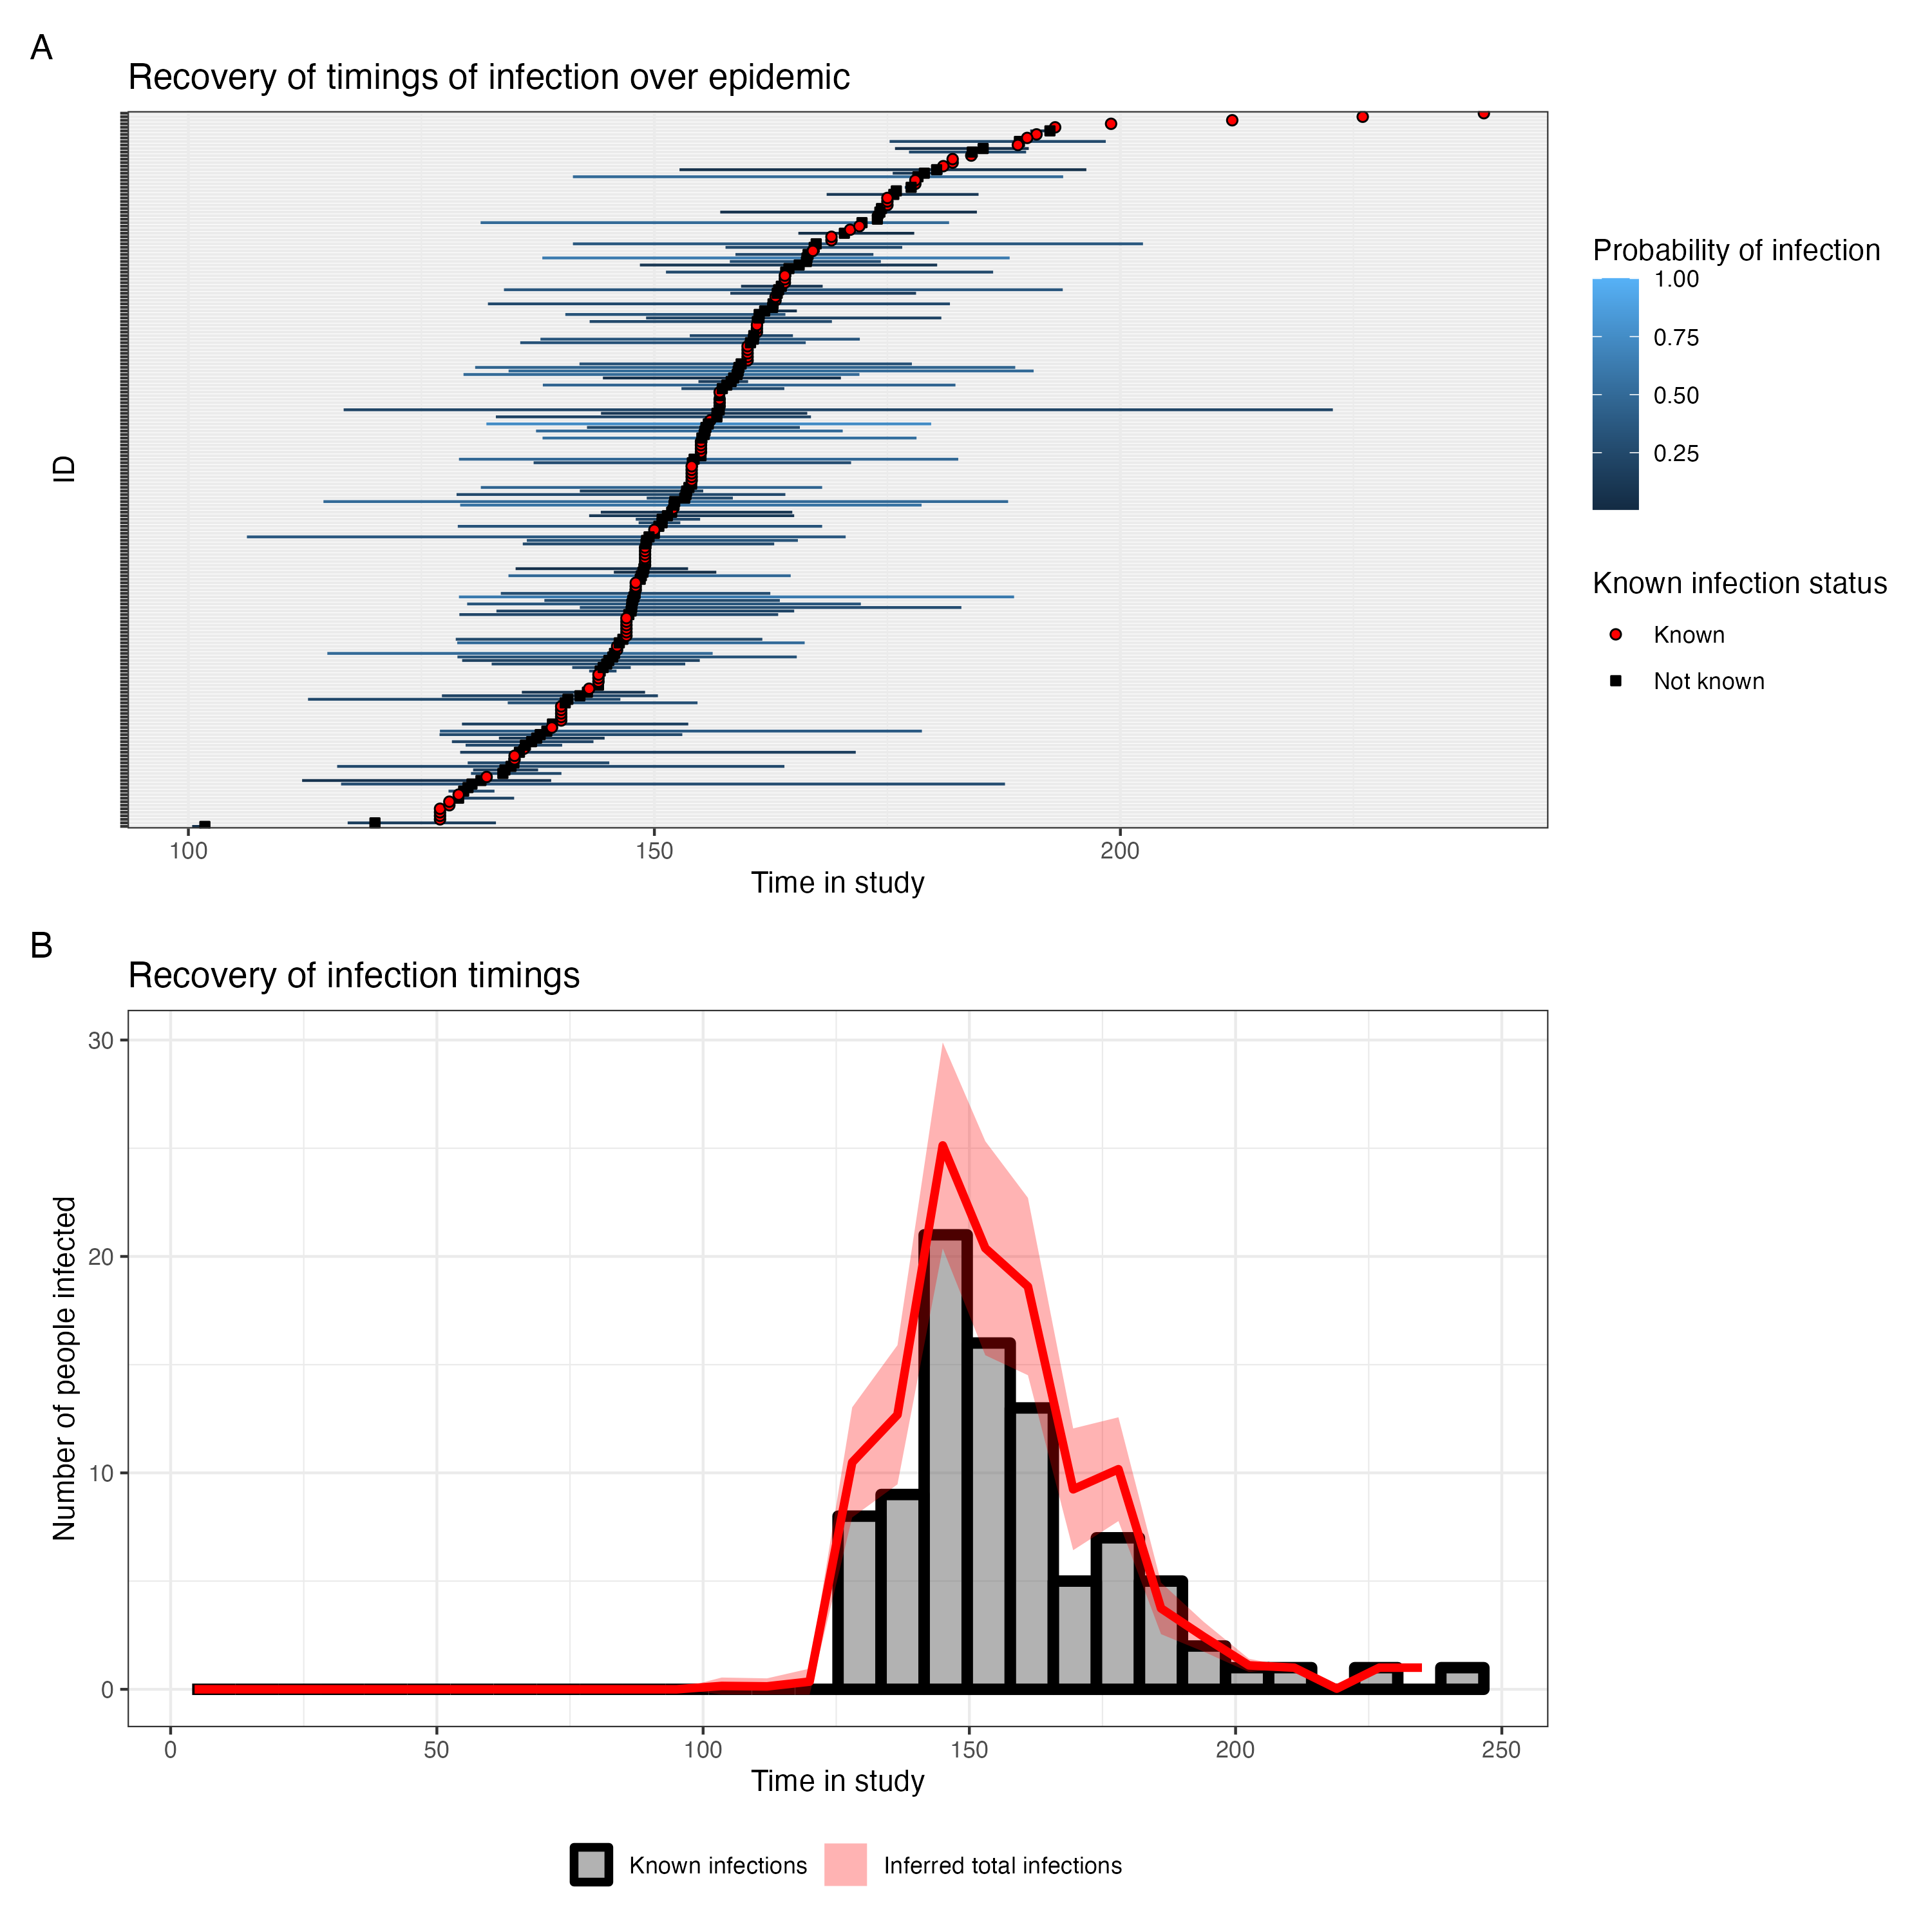 A
Recovery of timings of infection over epidemic
ID
100 150 200
Time in study
Probability of infection
1.00
0.75
0.50
0.25
Known infection status
Known
Not known
B
Recovery of infection timings
Number of people infected
30
20
10
0
0 50 100 150 200 250
Time in study
Known infections Inferred total infections